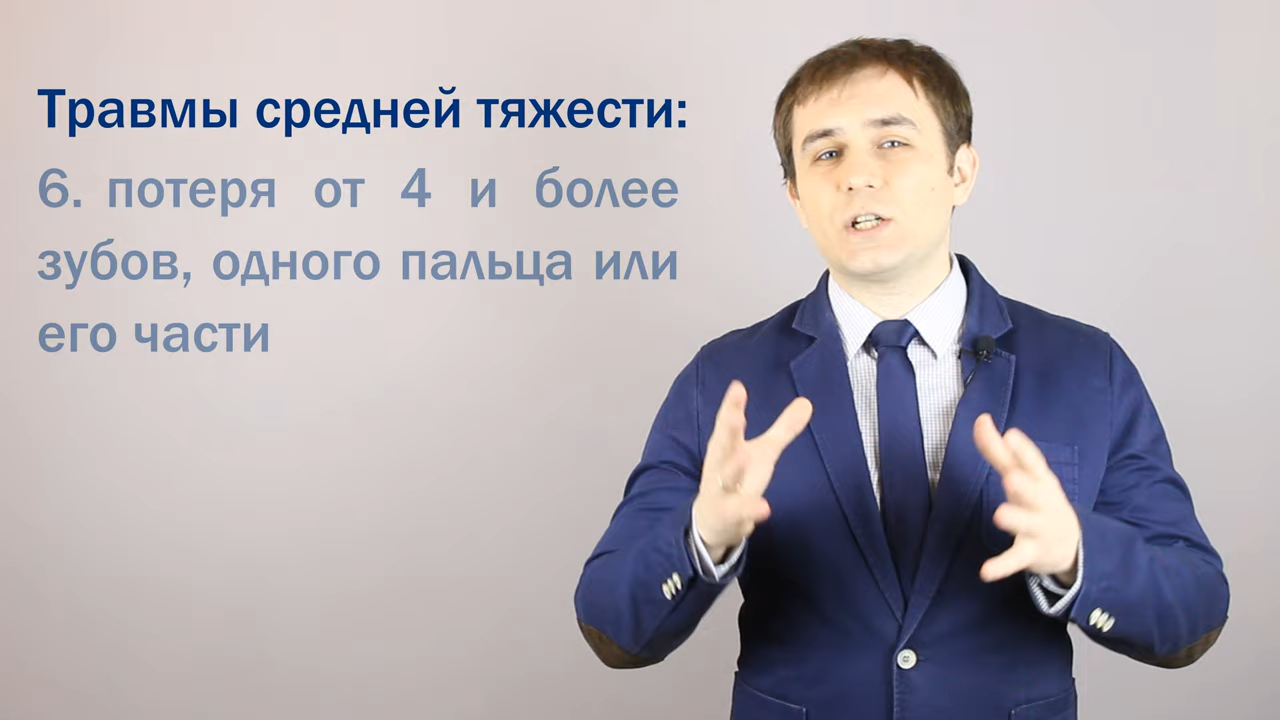 Травмы средней тяжести:
6. потеря от 4 и более
зубов, одного пальца или
его части